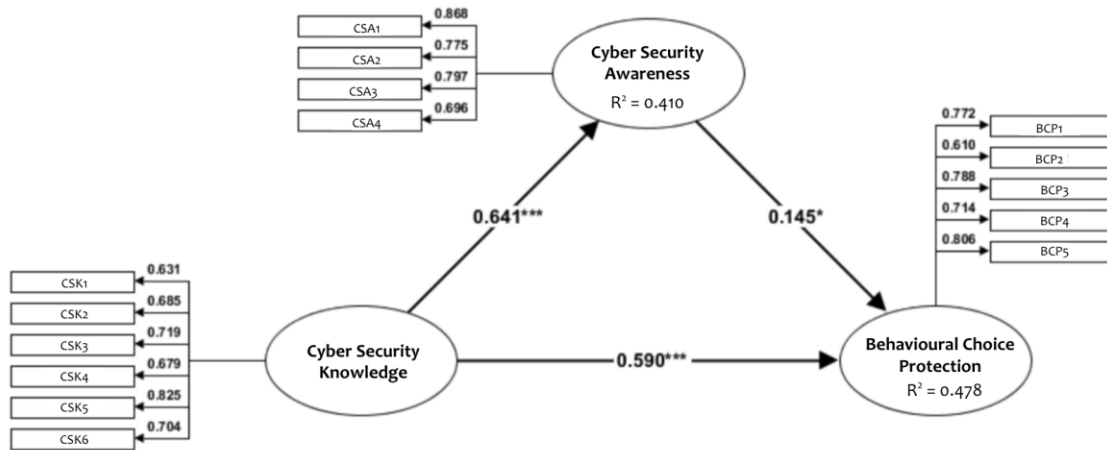 CSA1
0.868
CSA2
0.775
CSA3
0.797
CSA4
0.696
Cyber Security
Awareness
R² = 0.410
0.772
BCP1
0.610
BCP2
0.788
BCP3
0.714
BCP4
0.806
BCP5
0.641***
0.145*
CSK1
0.631
CSK2
0.685
CSK3
0.719
CSK4
0.679
CSK5
0.825
CSK6
0.704
Cyber Security
Knowledge
0.590***
Behavioural Choice
Protection
R² = 0.478